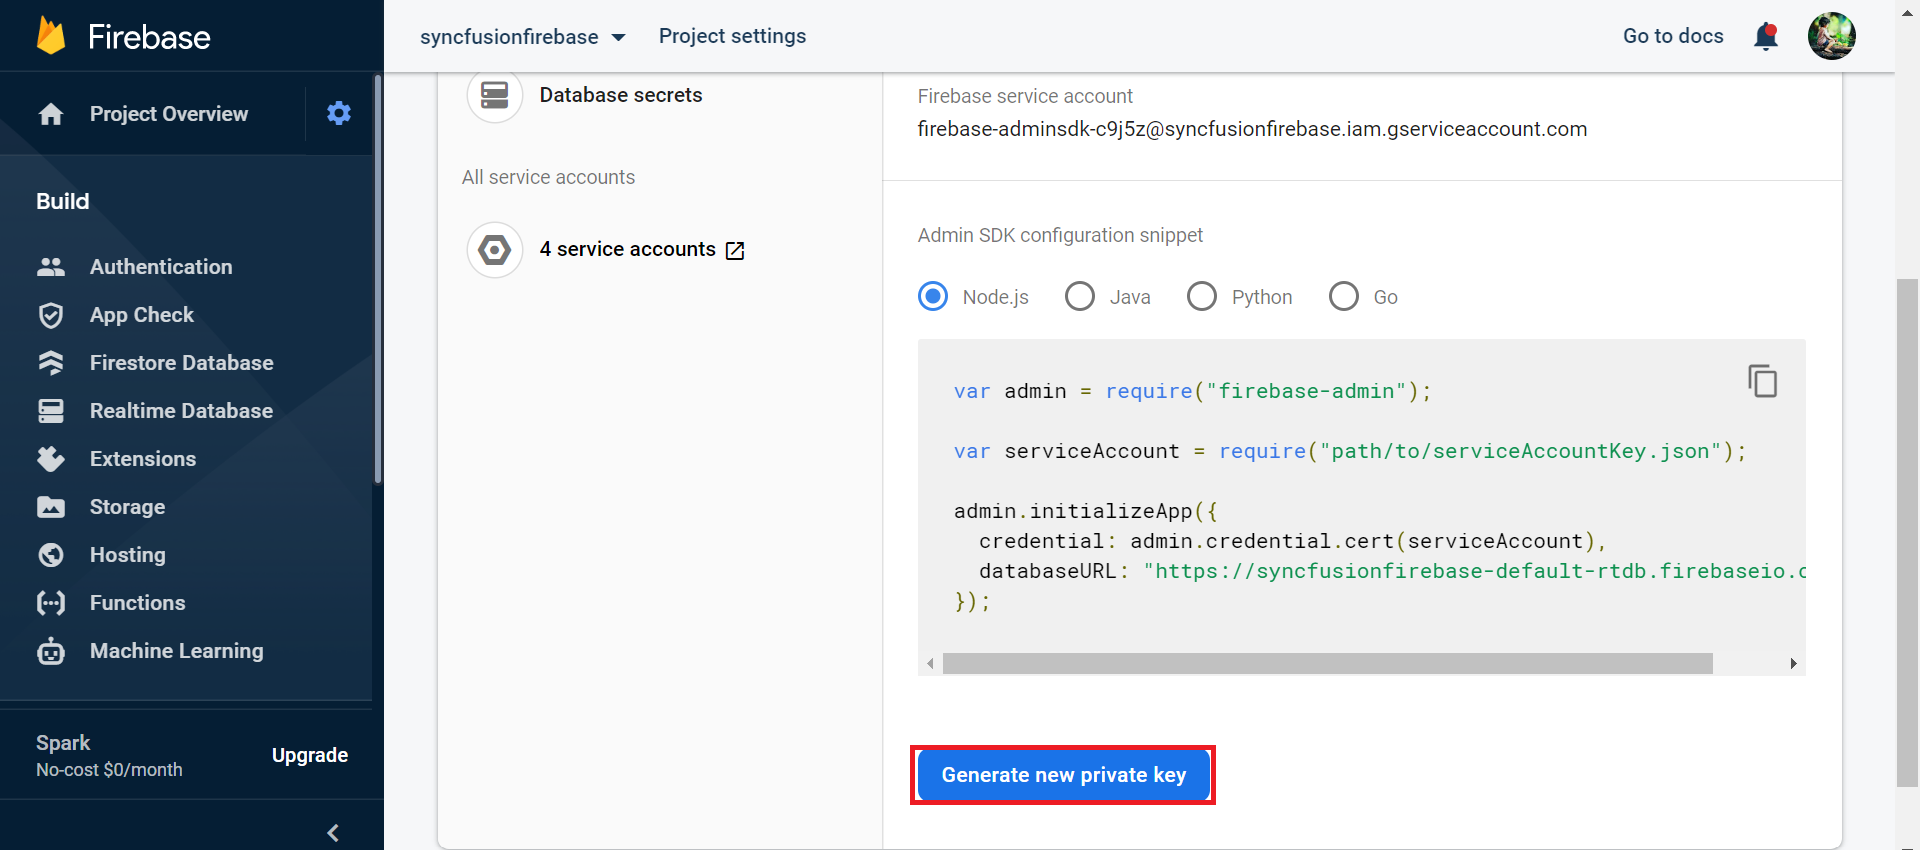 Firebase
syncfusionfirebase
Project settings
Go to docs
Project Overview
Build
Authentication
App Check
Firestore Database
Realtime Database
Extensions
Storage
Hosting
Functions
Machine Learning
Spark
No-cost $0/month
Upgrade
Database secrets
All service accounts
4 service accounts
Firebase service account
firebase-adminsdk-c9j5z@syncfusionfirebase.iam.gserviceaccount.com
Admin SDK configuration snippet
Node.js
Java
Python
Go
var admin = require("firebase-admin");
var serviceAccount = require("path/to/serviceAccountKey.json");
admin.initializeApp({
credential: admin.credential.cert(serviceAccount),
databaseURL: "https://syncfusionfirebase-default-rtdb.firebaseio.c
});
Generate new private key